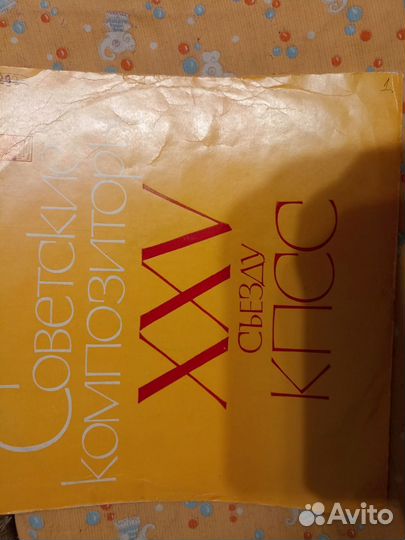 Советские
композиторы
XXV
съезду
КПСС
Avito